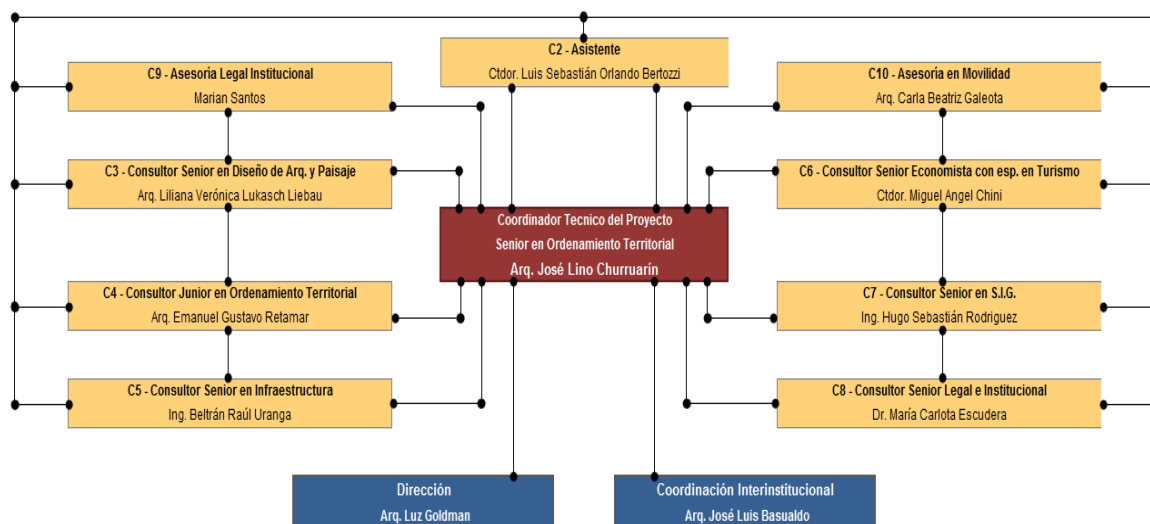 C2 - Asistente
Ctdor. Luis Sebastián Orlando Bertozzi
C9 - Asesoría Legal Institucional
Marian Santos
C10 - Asesoría en Movilidad
Arq. Carla Beatriz Galeota
C3 - Consultor Senior en Diseño de Arq. y Paisaje
Arq. Liliana Verónica Lukasch Liebau
C6 - Consultor Senior Economista con esp. en Turismo
Ctdor. Miguel Angel Chini
Coordinador Tecnico del Proyecto
Senior en Ordenamiento Territorial
Arq. José Lino Churruarín
C4 - Consultor Junior en Ordenamiento Territorial
Arq. Emanuel Gustavo Retamar
C7 - Consultor Senior en S.I.G.
Ing. Hugo Sebastián Rodriguez
C5 - Consultor Senior en Infraestructura
Ing. Beltrán Raúl Uranga
C8 - Consultor Senior Legal e Institucional
Dr. María Carlota Escudera
Dirección
Arq. Luz Goldman
Coordinación Interinstitucional
Arq. José Luis Basualdo